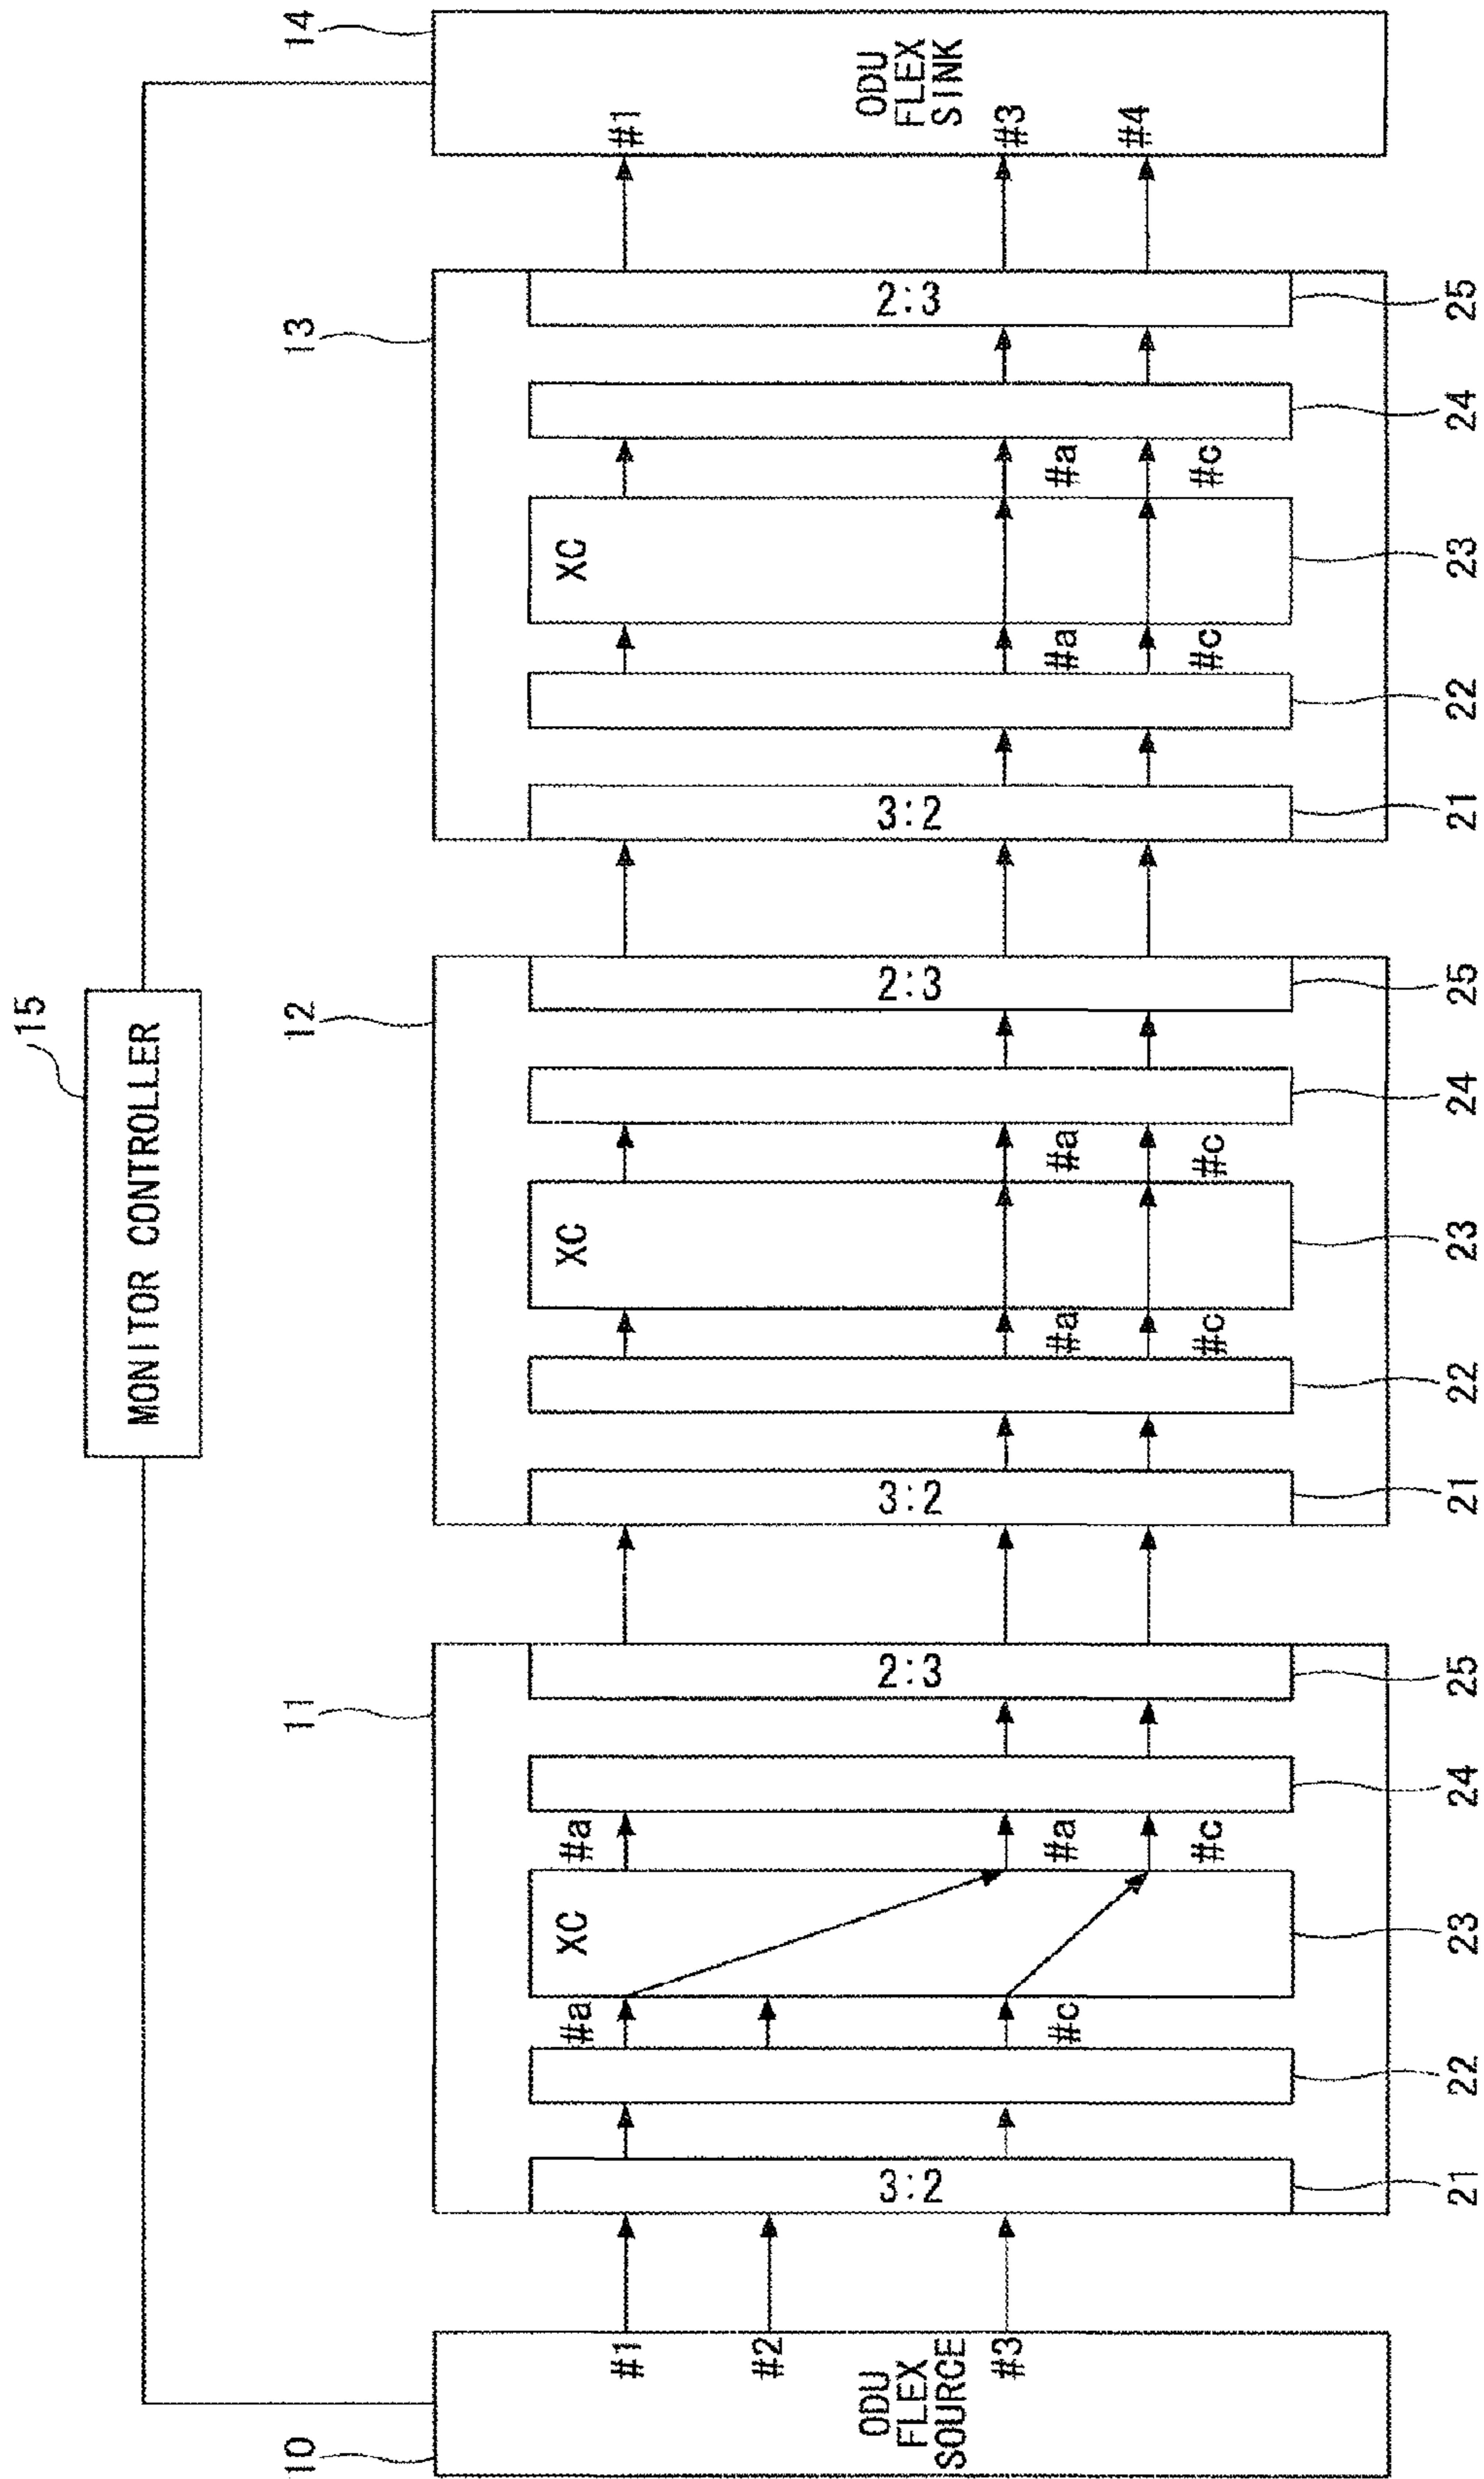 15
MONITOR CONTROLLER
10
11
12
13
14
#1
#2
#3
ODU
FLEX
SOURCE
3:2
#a
#c
XC
#a
#a
#c
2:3
21
22
23
24
25
3:2
#a
#c
XC
#a
#c
2:3
21
22
23
24
25
3:2
#a
#c
XC
#a
#c
2:3
21
22
23
24
25
#1
#3
#4
ODU
FLEX
SINK